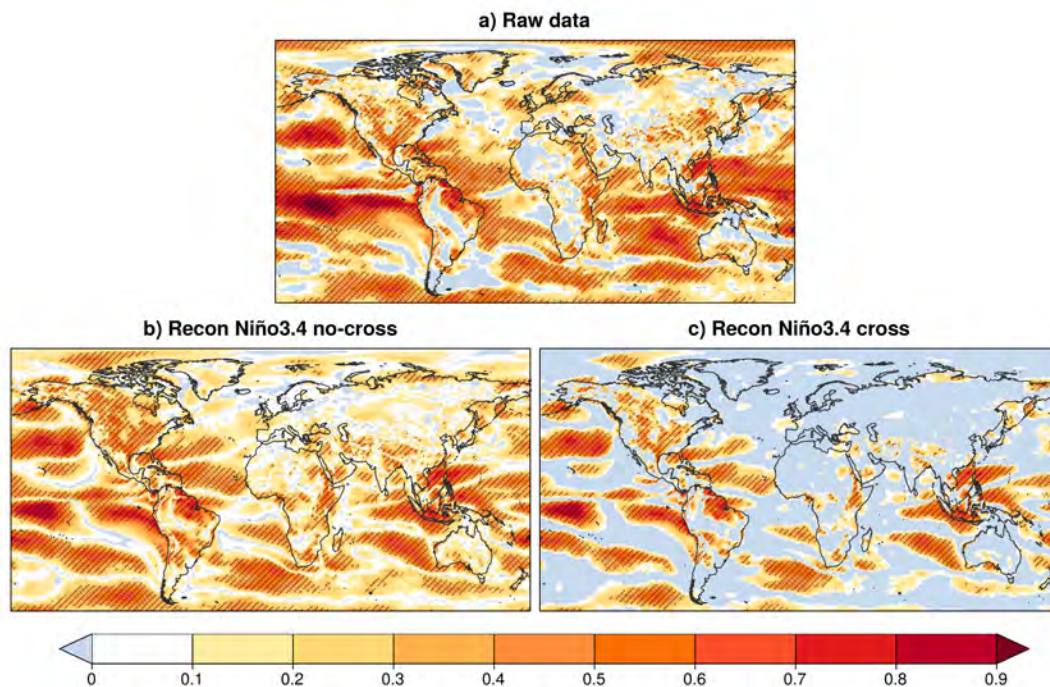 a) Raw data
b) Recon Niño3.4 no-cross
c) Recon Niño3.4 cross
0 0.1 0.2 0.3 0.4 0.5 0.6 0.7 0.8 0.9